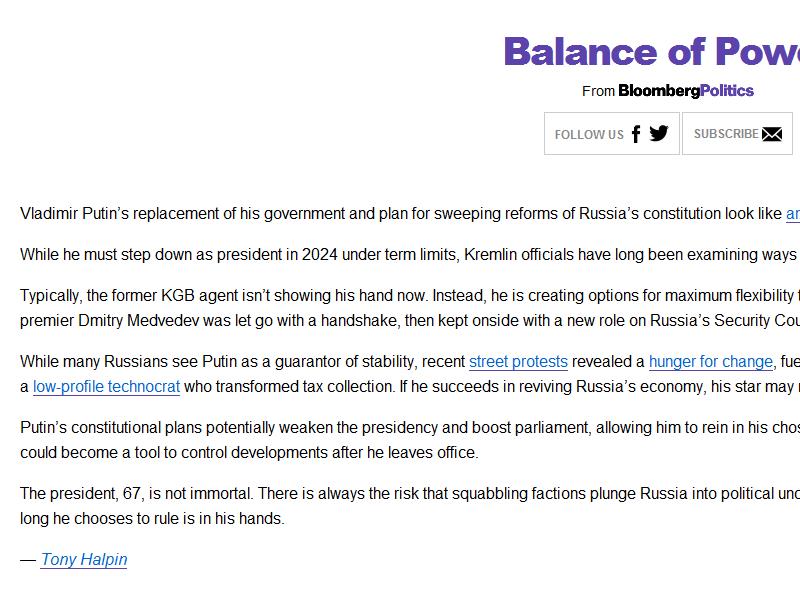 Balance of Pow
From BloombergPolitics
FOLLOW US SUBSCRIBE
Vladimir Putin’s replacement of his government and plan for sweeping reforms of Russia’s constitution look like
While he must step down as president in 2024 under term limits, Kremlin officials have long been examining ways
Typically, the former KGB agent isn’t showing his hand now. Instead, he is creating options for maximum flexibility
premier Dmitry Medvedev was let go with a handshake, then kept onside with a new role on Russia’s Security Cou
While many Russians see Putin as a guarantor of stability, recent street protests revealed a hunger for change, fue
a low-profile technocrat who transformed tax collection. If he succeeds in reviving Russia’s economy, his star may
Putin’s constitutional plans potentially weaken the presidency and boost parliament, allowing him to rein in his chos
could become a tool to control developments after he leaves office.
The president, 67, is not immortal. There is always the risk that squabbling factions plunge Russia into political unc
long he chooses to rule is in his hands.
— Tony Halpin